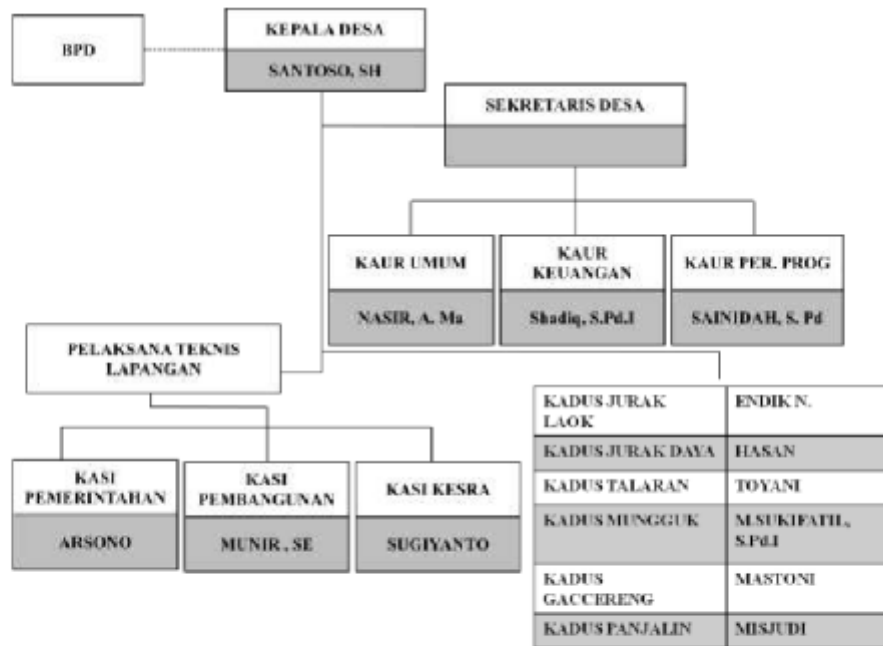 KEPALA DESA
BPD
SANTOSO, SH
SEKRETARIS DESA
KAUR UMUM
KAUR
KEUANGAN
KAUR PER. PROG
NASIR, A. Ma
Shadiq, S.Pd.I
SAINIDAH, S. Pd
PELAKSANA TEKNIS
LAPANGAN
KASI
PEMERINTAHAN
KASI
PEMBANGUNAN
KASI KESRA
ARSONO
MUNIR , SE
SUGIYANTO
KADUS JURAK
LAOK
ENDIK N.
KADUS JURAK DAYA
HASAN
KADUS TALARAN
TOYANI
KADUS MUNGGUK
M.SUKIFATIL,
S.Pd.I
KADUS
GACCERENG
MASTONI
KADUS PANJALIN
MISJUDI